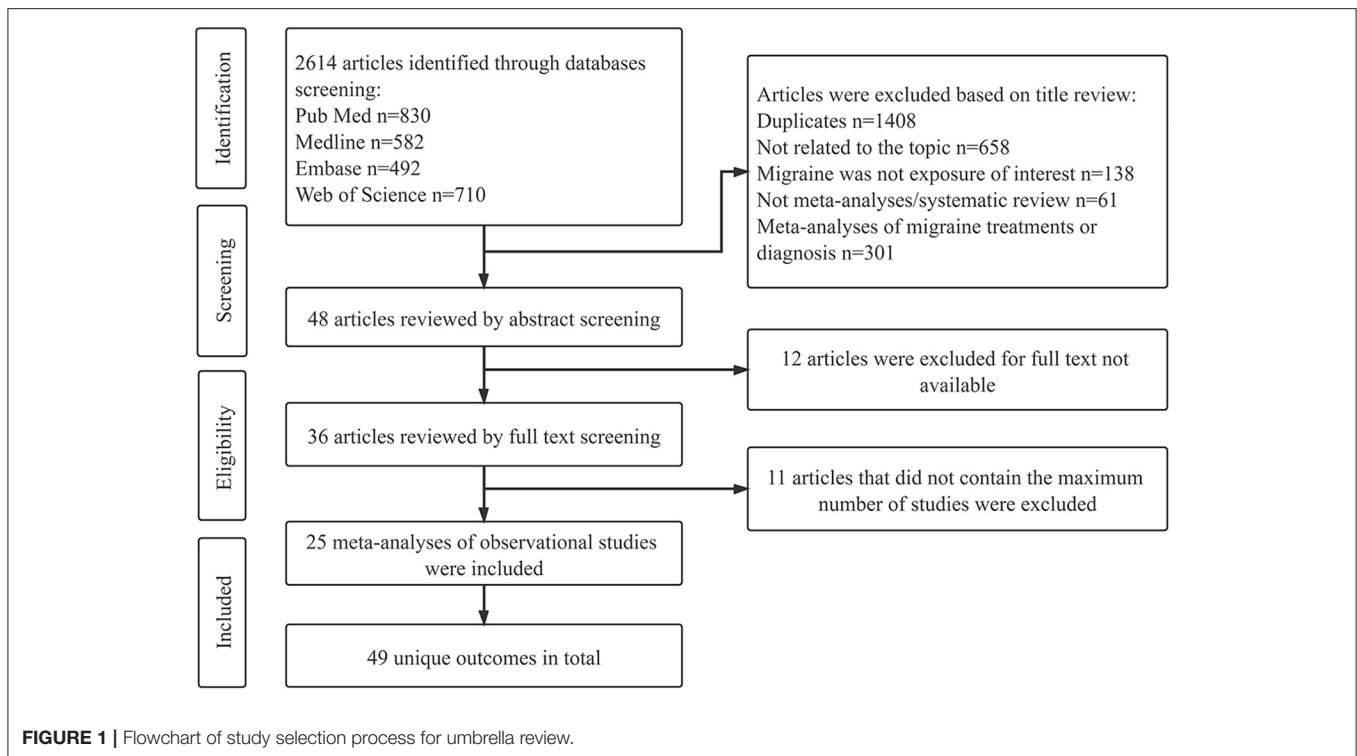 Identification
2614 articles identified through databases
screening:
Pub Med n=830
Medline n=582
Embase n=492
Web of Science n=710
Articles were excluded based on title review:
Duplicates n=1408
Not related to the topic n=658
Migraine was not exposure of interest n=138
Not meta-analyses/systematic review n=61
Meta-analyses of migraine treatments or
diagnosis n=301
Screening
48 articles reviewed by abstract screening
12 articles were excluded for full text not
available
Eligibility
36 articles reviewed by full text screening
11 articles that did not contain the maximum
number of studies were excluded
Included
25 meta-analyses of observational studies
were included
49 unique outcomes in total
FIGURE 1 | Flowchart of study selection process for umbrella review.